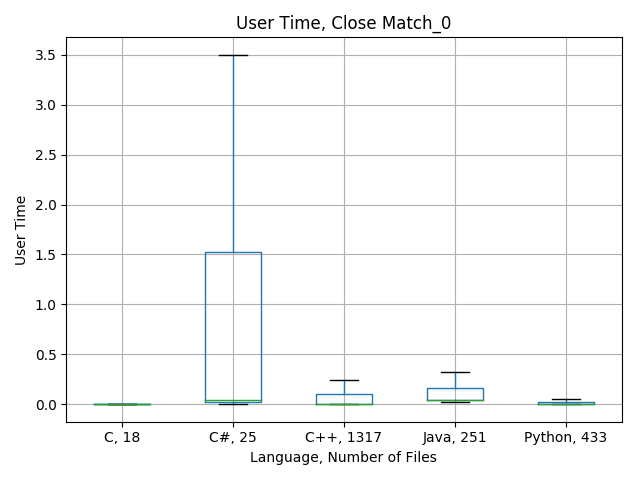 User Time, Close Match_0
3.5
3.0
2.5
2.0
1.5
1.0
0.5
0.0
User Time
C, 18
C#, 25
C++, 1317
Java, 251
Python, 433
Language, Number of Files